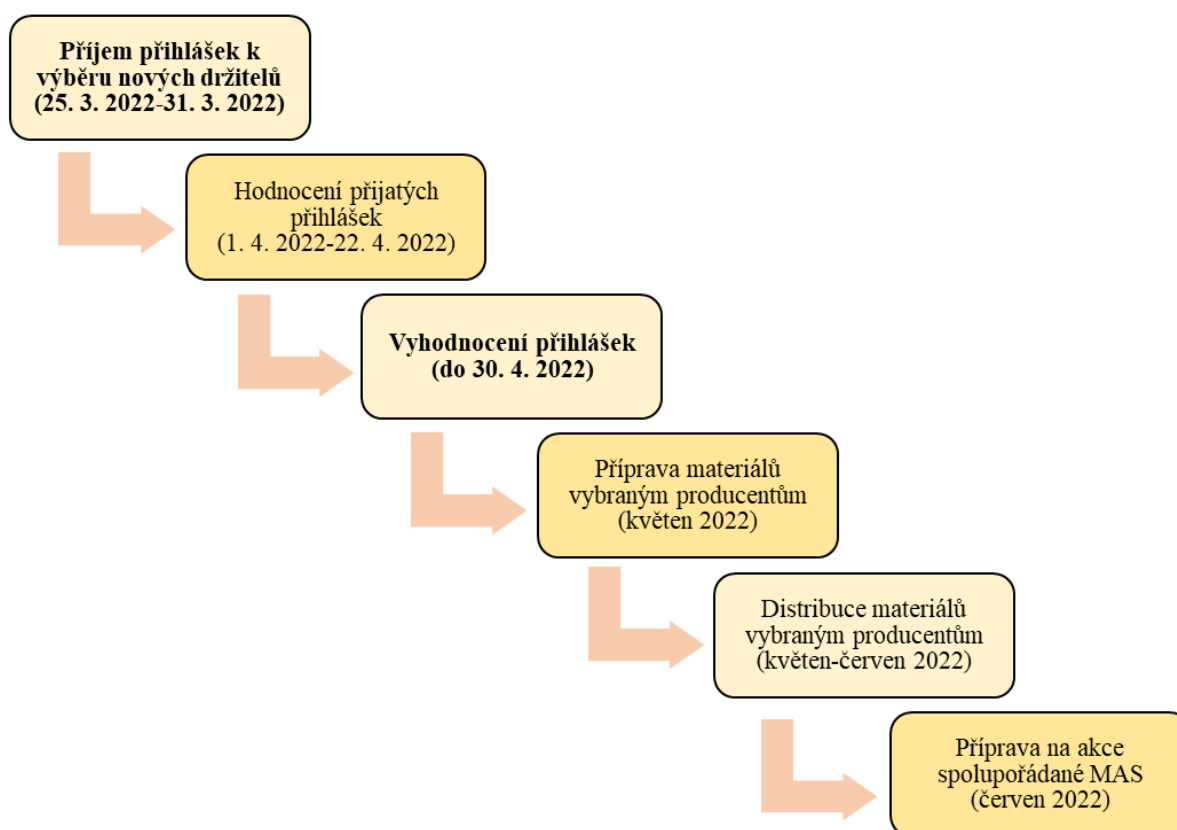 Příjem přihlášek k
výběru nových držitelů
(25. 3. 2022-31. 3. 2022)
Hodnocení přijatých
přihlášek
(1. 4. 2022-22. 4. 2022)
Vyhodnocení přihlášek
(do 30. 4. 2022)
Příprava materiálů
vybraným producentům
(květen 2022)
Distribuce materiálů
vybraným producentům
(květen-červen 2022)
Příprava na akce
spolupořádané MAS
(červen 2022)